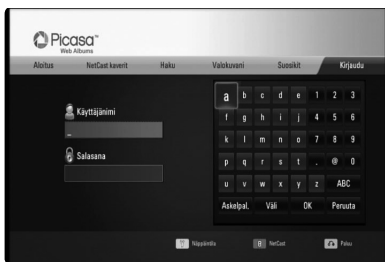 Picasa™
Web Albums
Aloitus NetCast kaverit Haku Valokuvani Suosikit Kirjaudu
Käyttäjänimi
_
Salasana
a b c d e 1 2 3
f g h i j 4 5 6
k l m n o 7 8 9
p q r s t . @ 0
u v w x y z ABC
Askelpal. Väli OK Peruuta
Näppäimistö NetCast Paluu